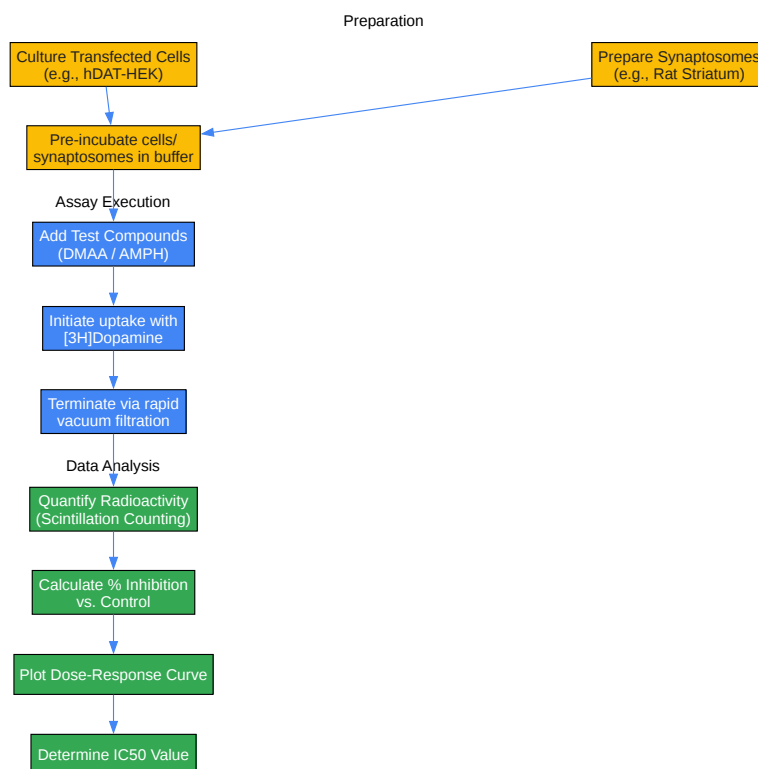 Preparation
Culture Transfected Cells
(e.g., hDAT-HEK)
Prepare Synaptosomes
(e.g., Rat Striatum)
Pre-incubate cells/
synaptosomes in buffer
Assay Execution
Add Test Compounds
(DMAA / AMPH)
Initiate uptake with
[3H]Dopamine
Terminate via rapid
vacuum filtration
Data Analysis
Quantify Radioactivity
(Scintillation Counting)
Calculate % Inhibition
vs. Control
Plot Dose-Response Curve
Determine IC50 Value